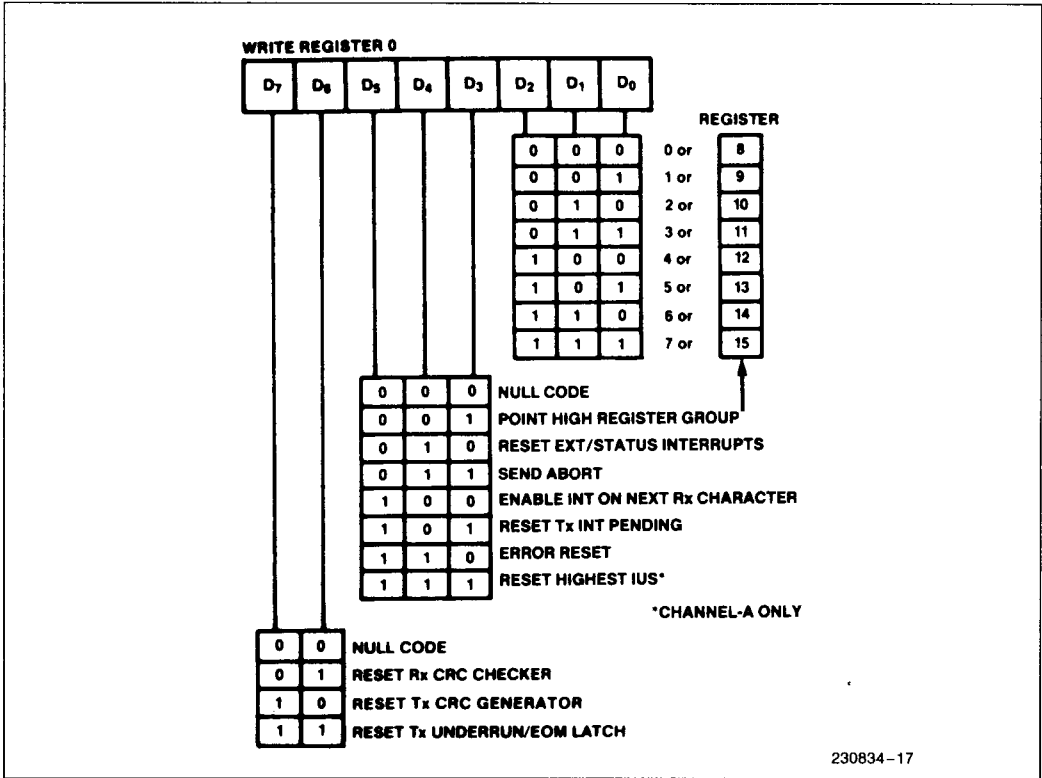 WRITE REGISTER 0
D7 D6 D5 D4 D3 D2 D1 D0
REGISTER
0 0 0 0 or 8
0 0 1 1 or 9
0 1 0 2 or 10
0 1 1 3 or 11
1 0 0 4 or 12
1 0 1 5 or 13
1 1 0 6 or 14
1 1 1 7 or 15
0 0 0 NULL CODE
0 0 1 POINT HIGH REGISTER GROUP
0 1 0 RESET EXT/STATUS INTERRUPTS
0 1 1 SEND ABORT
1 0 0 ENABLE INT ON NEXT Rx CHARACTER
1 0 1 RESET Tx INT PENDING
1 1 0 ERROR RESET
1 1 1 RESET HIGHEST IUS*
*CHANNEL-A ONLY
0 0 NULL CODE
0 1 RESET Rx CRC CHECKER
1 0 RESET Tx CRC GENERATOR
1 1 RESET Tx UNDERRUN/EOM LATCH
230834-17